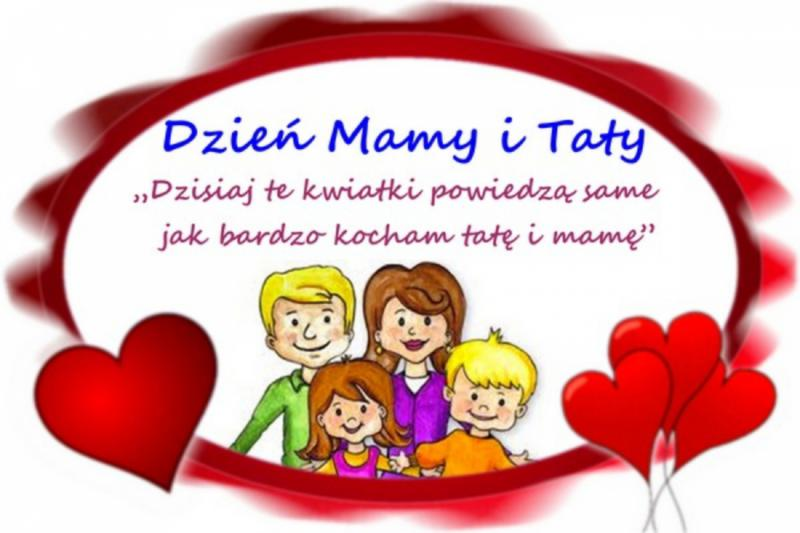 Dzień Mamy i Taty
„Dzisiaj te kwiatki powiedzą same
jak bardzo kocham tatę i mamę”